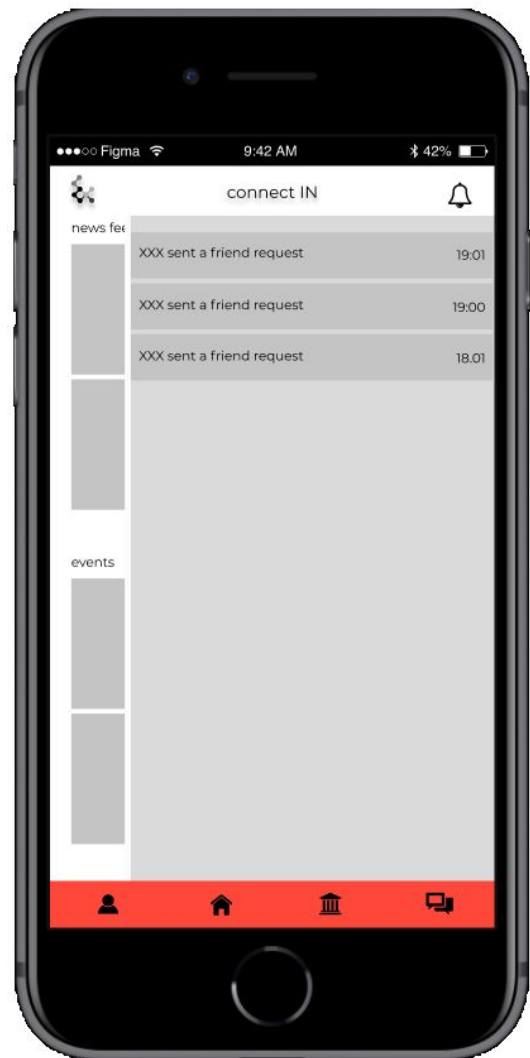 Figma 9:42 AM 42%
connect IN
news fee
XXX sent a friend request 19:01
XXX sent a friend request 19:00
XXX sent a friend request 18.01
events